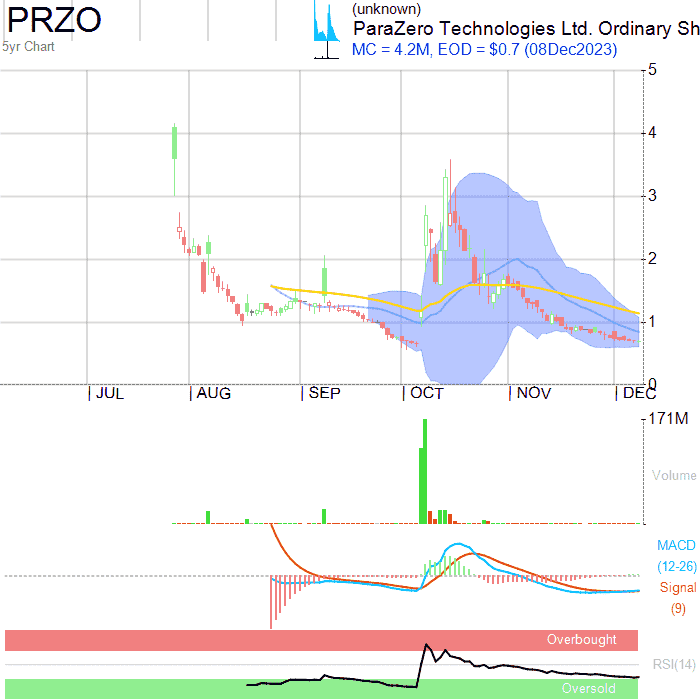 PRZO
5yr Chart
(unknown)
ParaZero Technologies Ltd. Ordinary Sh
MC = 4.2M, EOD = $0.7 (08Dec2023)
5
4
3
2
1
0
JUL
AUG
SEP
OCT
NOV
DEC
171M
Volume
MACD
(12-26)
Signal
(9)
Overbought
RSI(14)
Oversold